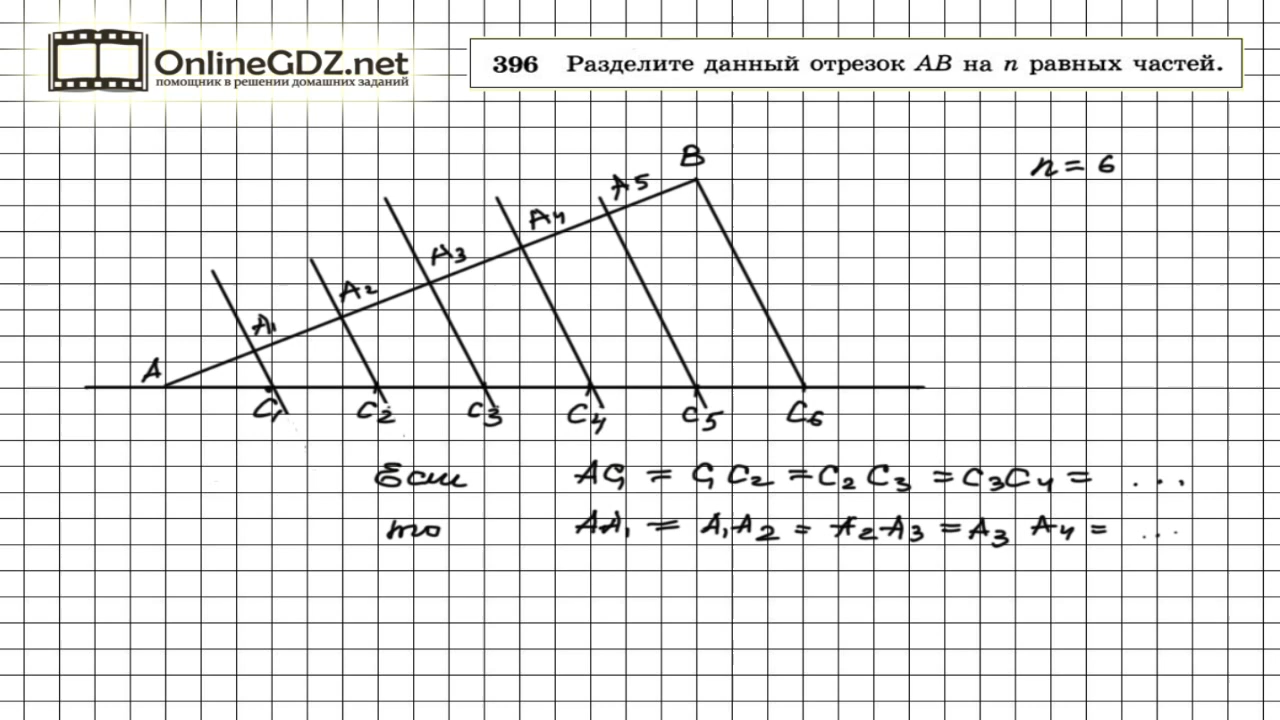 OnlineGDZ.net
помощник в решении домашних заданий
396 Разделите данный отрезок AB на n равных частей.
n = 6
B
A5
A4
A3
A2
A1
A
C1 C2 C3 C4 C5 C6
Если AC1 = C1C2 = C2C3 = C3C4 = ...
то AA1 = A1A2 = A2A3 = A3A4 = ...